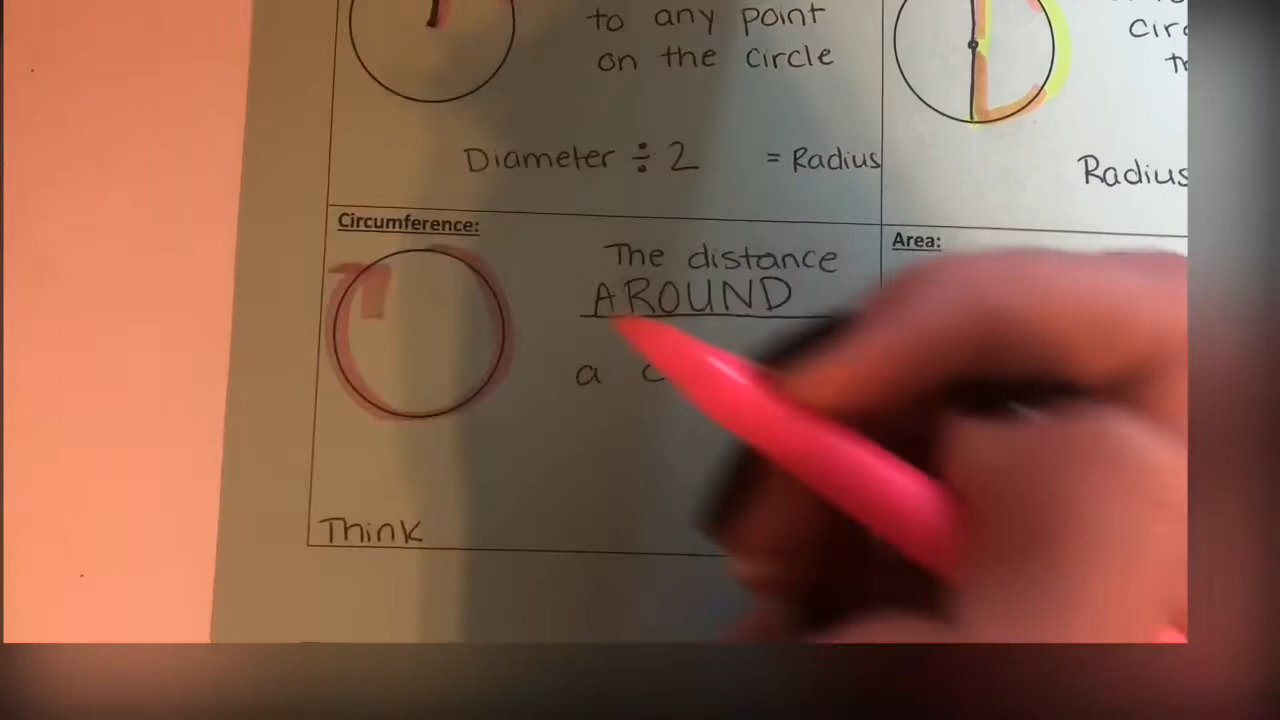 to any point
on the circle
Diameter ÷ 2 = Radius
Radius
Circumference:
The distance
AROUND
a
Think
Area: